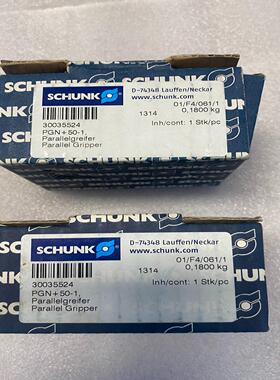 SCHUNK
D-74348 Lauffen/Neckar
www.schunk.com
01/F4/061/1
1314
0,1800 kg
30035524
Inh/cont: 1 Stk/pc
PGN+50-1,
Parallelgreifer
Parallel Gripper
SCHUNK
D-74348 Lauffen/Neckar
www.schunk.com
01/F4/061/1
1314
0,1800 kg
30035524
Inh/cont: 1 Stk/pc
PGN+50-1,
Parallelgreifer
Parallel Gripper